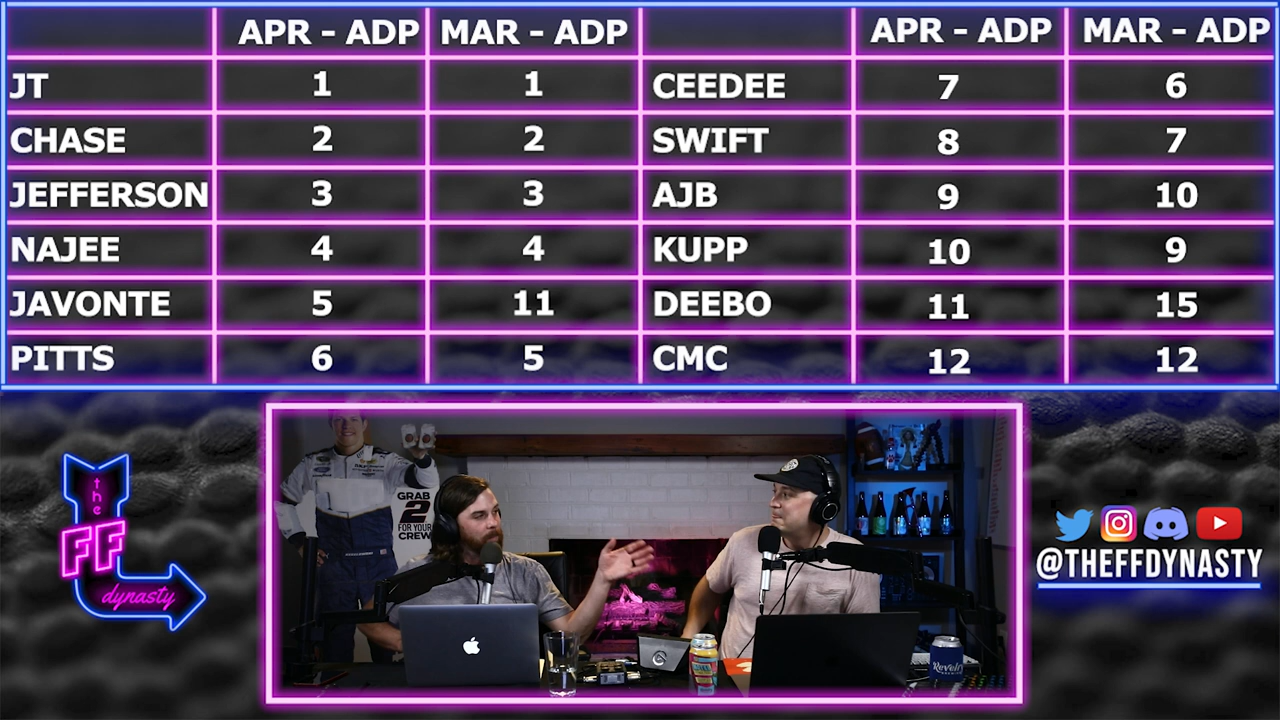 APR - ADP MAR - ADP APR - ADP MAR - ADP
JT 1 1 CEEDEE 7 6
CHASE 2 2 SWIFT 8 7
JEFFERSON 3 3 AJB 9 10
NAJEE 4 4 KUPP 10 9
JAVONTE 5 11 DEEBO 11 15
PITTS 6 5 CMC 12 12
the
FF
dynasty
GRAB
2
FOR YOUR
CREW
@THEFFDYNASTY
Revelry